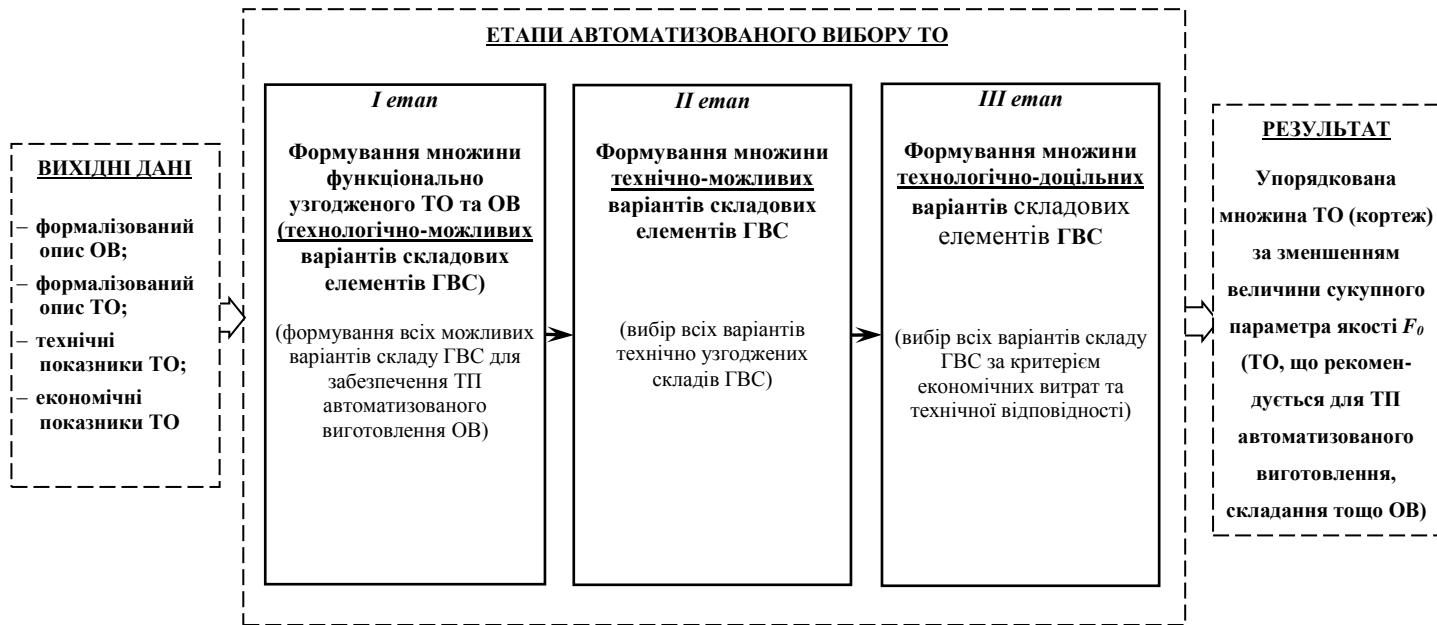 ЕТАПИ АВТОМАТИЗОВАНОГО ВИБОРУ ТО
ВИХІДНІ ДАНІ
– формалізований
опис ОВ;
– формалізований
опис ТО;
– технічні
показники ТО;
– економічні
показники ТО
I етап
Формування множини
функціонально
узгодженого ТО та ОВ
(технологічно-можливих
варіантів складових
елементів ГВС)
(формування всіх можливих
варіантів складу ГВС для
забезпечення ТП
автоматизованого
виготовлення ОВ)
II етап
Формування множини
технічно-можливих
варіантів складових
елементів ГВС
(вибір всіх варіантів
технічно узгоджених
складів ГВС)
III етап
Формування множини
технологічно-доцільних
варіантів складових
елементів ГВС
(вибір всіх варіантів складу
ГВС за критерієм
економічних витрат та
технічної відповідності)
РЕЗУЛЬТАТ
Упорядкована
множина ТО (кортеж)
за зменшенням
величини сукупного
параметра якості F0
(ТО, що рекомен-
дується для ТП
автоматизованого
виготовлення,
складання тощо ОВ)